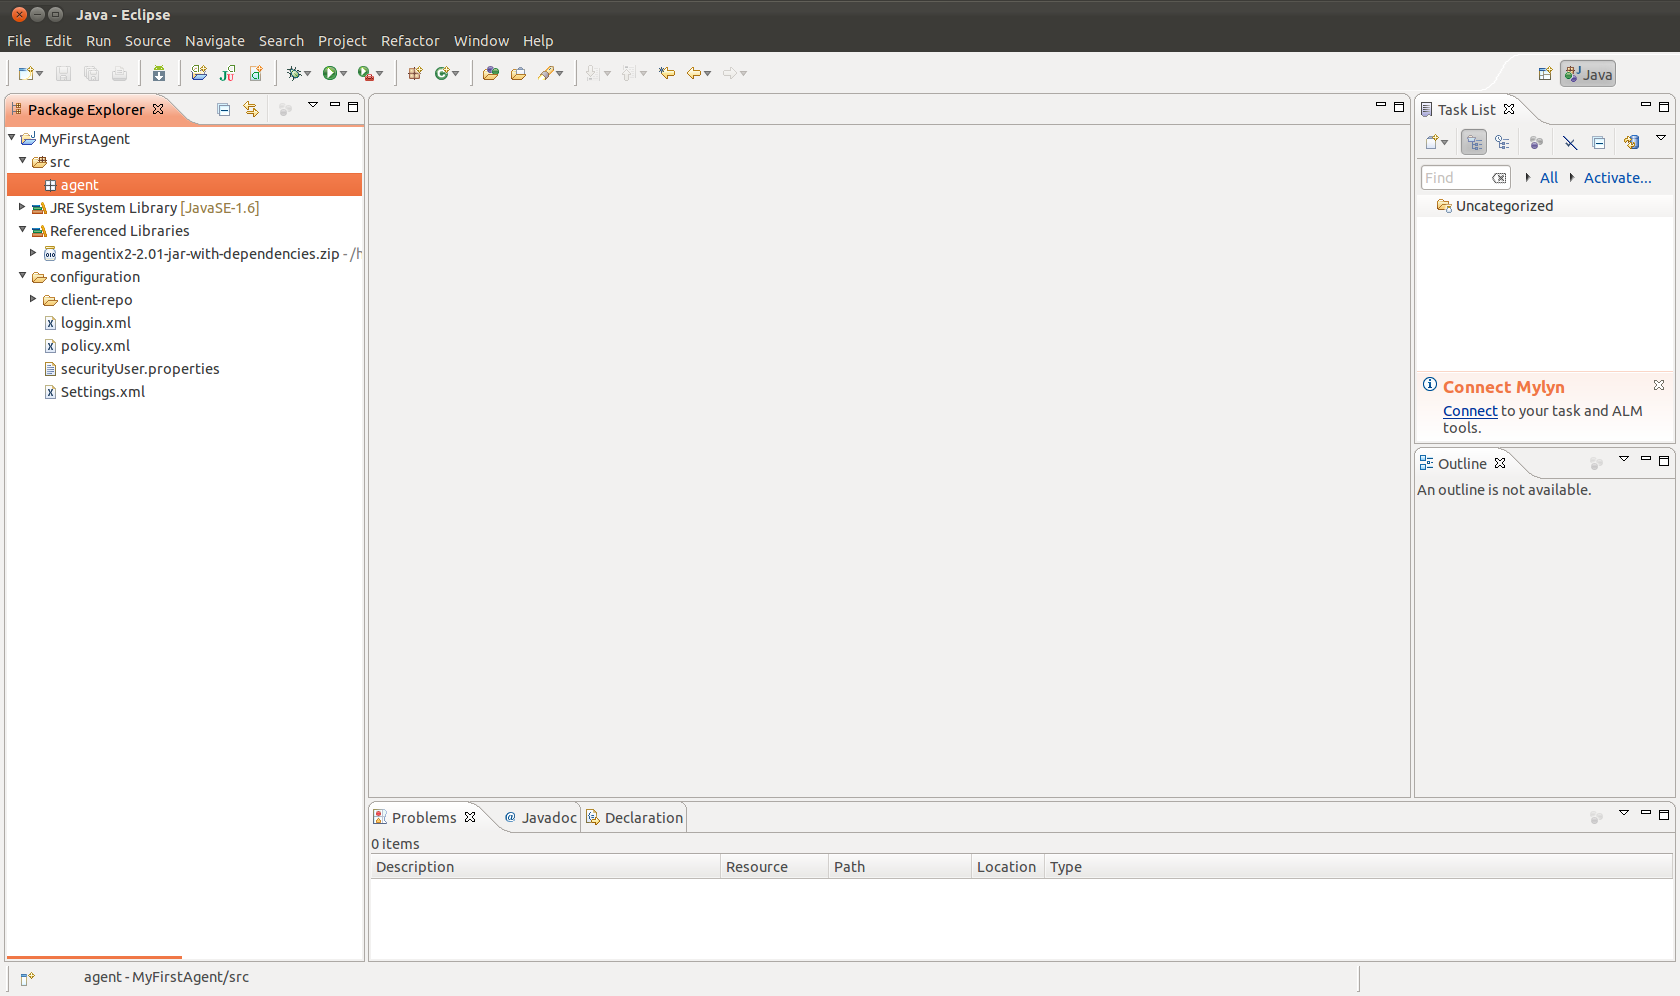 Java - Eclipse
File Edit Run Source Navigate Search Project Refactor Window Help
Java
Package Explorer
MyFirstAgent
src
agent
JRE System Library [JavaSE-1.6]
Referenced Libraries
magentix2-2.01-jar-with-dependencies.zip - /h
configuration
client-repo
loggin.xml
policy.xml
securityUser.properties
Settings.xml
Task List
Find All Activate...
Uncategorized
Connect Mylyn
Connect to your task and ALM
tools.
Outline
An outline is not available.
Problems @ Javadoc Declaration
0 items
Description Resource Path Location Type
agent - MyFirstAgent/src